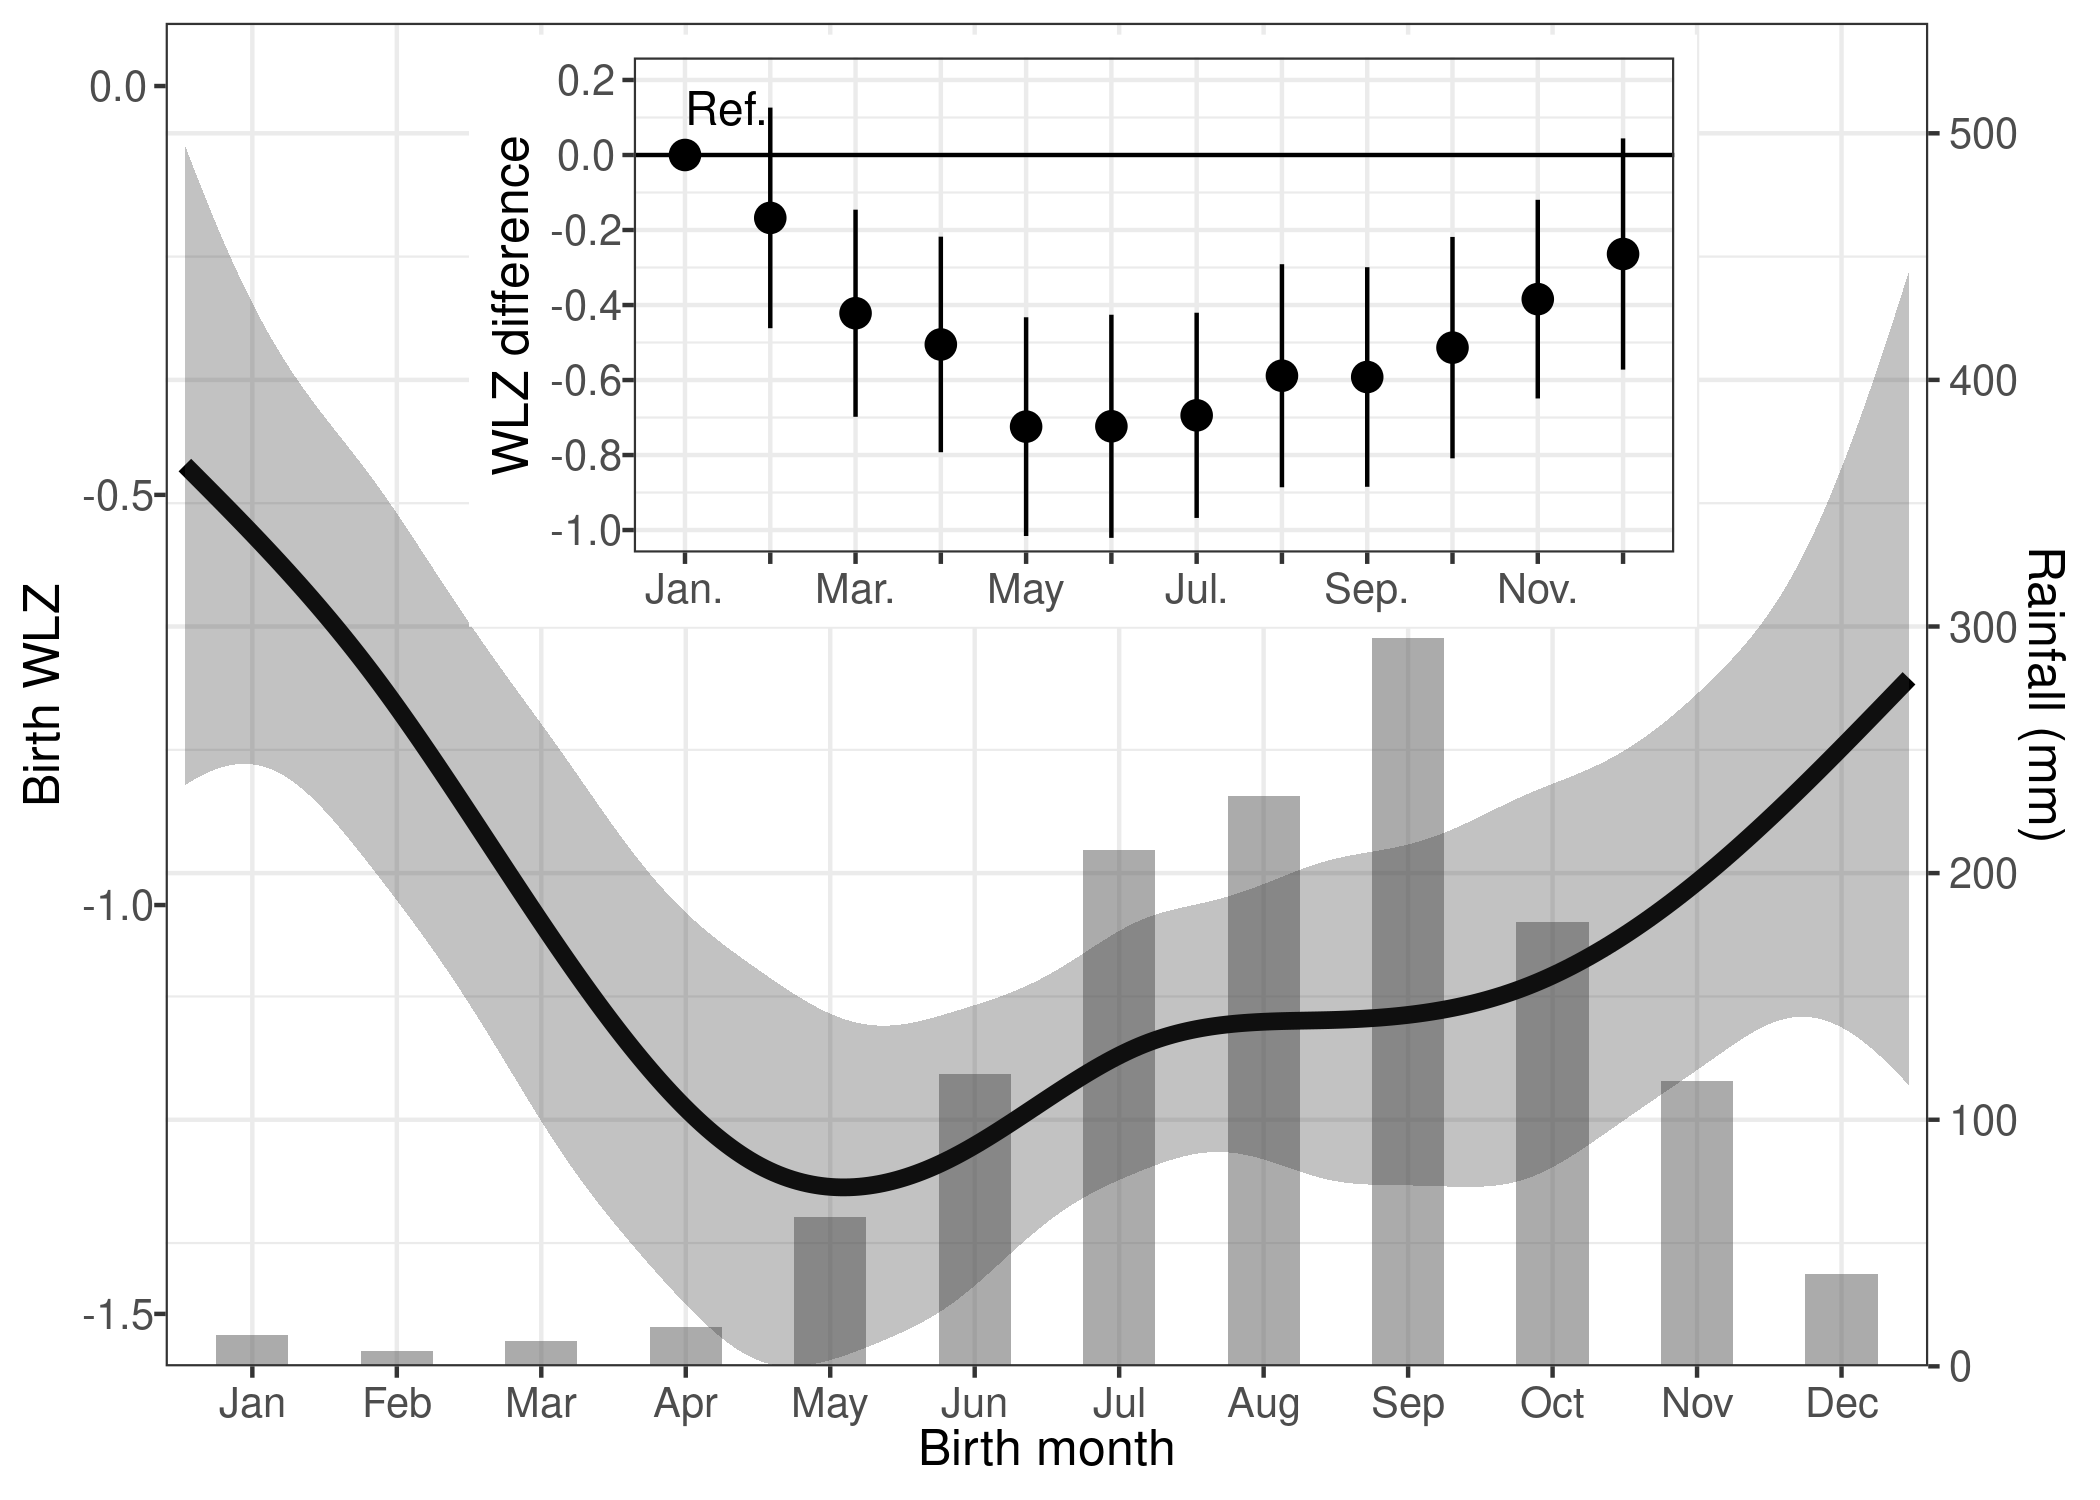 0.0
-0.5
-1.0
-1.5
Birth WLZ
0.2
0.0
-0.2
-0.4
-0.6
-0.8
-1.0
WLZ difference
Ref.
Jan. Mar. May Jul. Sep. Nov.
500
400
300
200
100
0
Rainfall (mm)
Jan Feb Mar Apr May Jun Jul Aug Sep Oct Nov Dec
Birth month